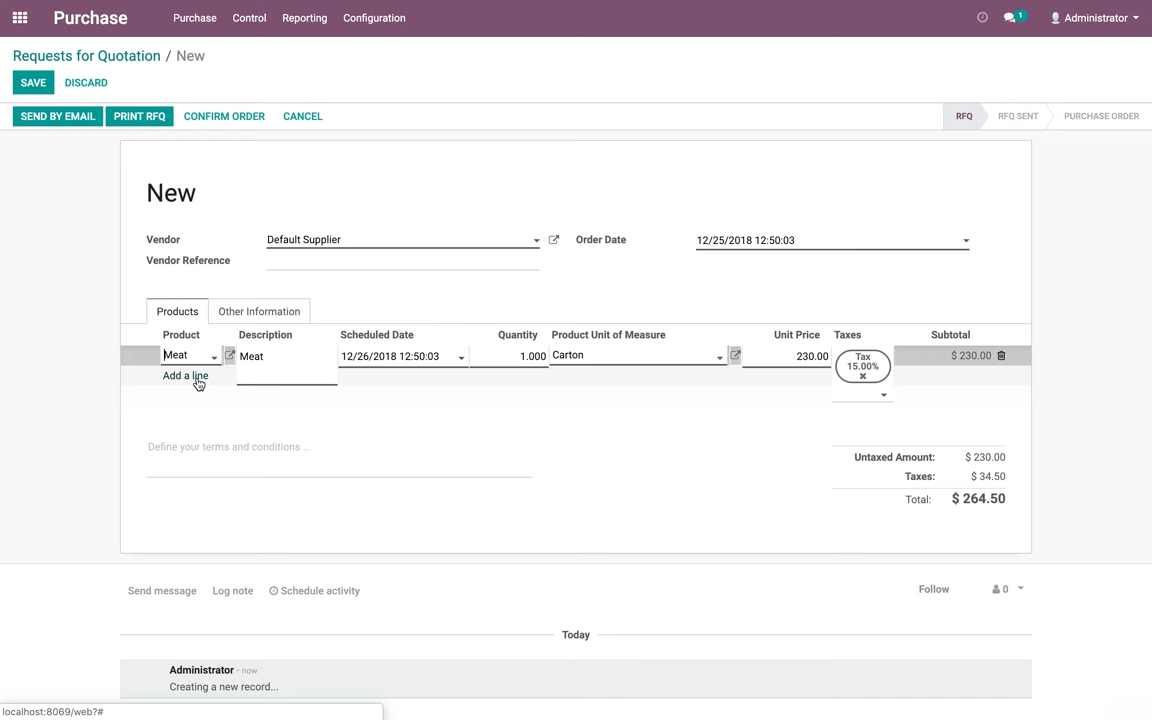 Purchase Purchase Control Reporting Configuration 1 Administrator
Requests for Quotation / New
SAVE DISCARD
SEND BY EMAIL PRINT RFQ CONFIRM ORDER CANCEL RFQ RFQ SENT PURCHASE ORDER
New
Vendor Default Supplier Order Date 12/25/2018 12:50:03
Vendor Reference
Products Other Information
Product Description Scheduled Date Quantity Product Unit of Measure Unit Price Taxes Subtotal
Meat Meat 12/26/2018 12:50:03 1.000 Carton 230.00 Tax 15.00% $ 230.00
Add a line
Define your terms and conditions ...
Untaxed Amount: $ 230.00
Taxes: $ 34.50
Total: $ 264.50
Send message Log note Schedule activity Follow 0
Today
Administrator - now
Creating a new record...
localhost:8069/web?#